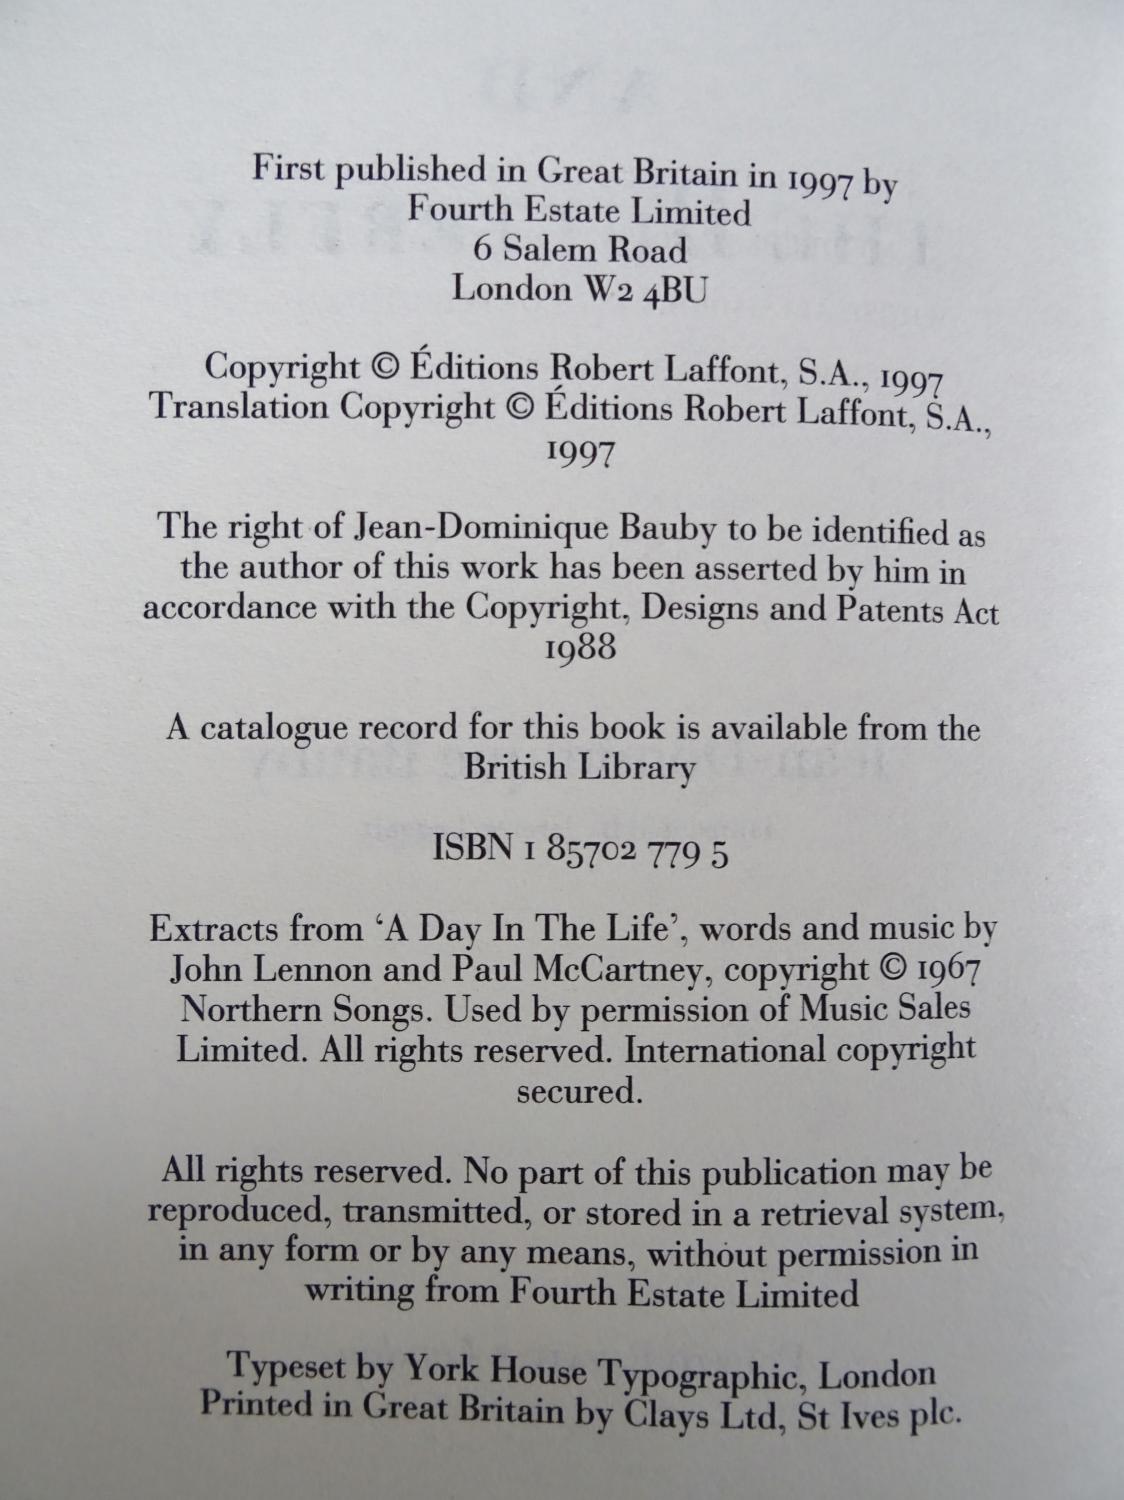 First published in Great Britain in 1997 by
Fourth Estate Limited
6 Salem Road
London W2 4BU
Copyright © Éditions Robert Laffont, S.A., 1997
Translation Copyright © Éditions Robert Laffont, S.A.,
1997
The right of Jean-Dominique Bauby to be identified as
the author of this work has been asserted by him in
accordance with the Copyright, Designs and Patents Act
1988
A catalogue record for this book is available from the
British Library
ISBN 1 85702 779 5
Extracts from ‘A Day In The Life’, words and music by
John Lennon and Paul McCartney, copyright © 1967
Northern Songs. Used by permission of Music Sales
Limited. All rights reserved. International copyright
secured.
All rights reserved. No part of this publication may be
reproduced, transmitted, or stored in a retrieval system,
in any form or by any means, without permission in
writing from Fourth Estate Limited
Typeset by York House Typographic, London
Printed in Great Britain by Clays Ltd, St Ives plc.